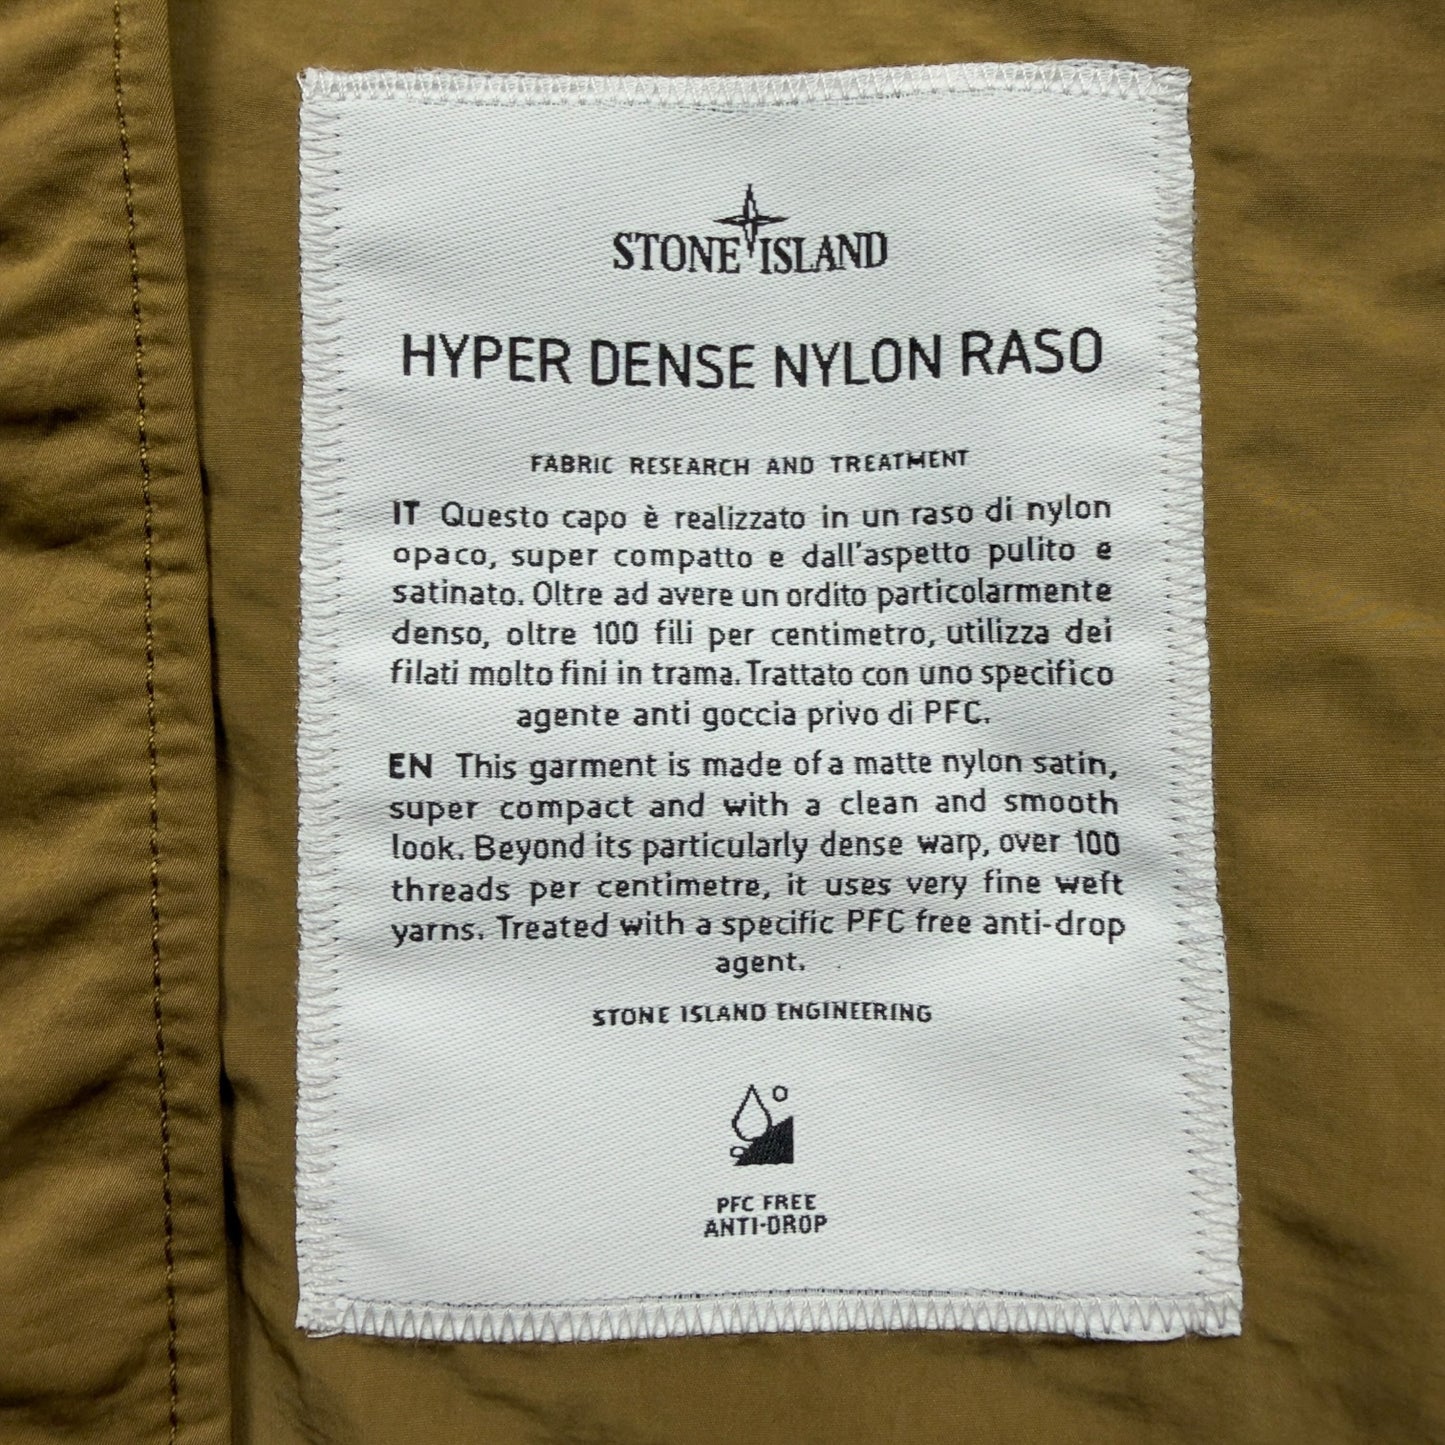 STONE ISLAND
HYPER DENSE NYLON RASO
FABRIC RESEARCH AND TREATMENT
IT Questo capo è realizzato in un raso di nylon
opaco, super compatto e dall'aspetto pulito e
satinato. Oltre ad avere un ordito particolarmente
denso, oltre 100 fili per centimetro, utilizza dei
filati molto fini in trama. Trattato con uno specifico
agente anti goccia privo di PFC.
EN This garment is made of a matte nylon satin,
super compact and with a clean and smooth
look. Beyond its particularly dense warp, over 100
threads per centimetre, it uses very fine weft
yarns. Treated with a specific PFC free anti-drop
agent.
STONE ISLAND ENGINEERING
PFC FREE
ANTI-DROP